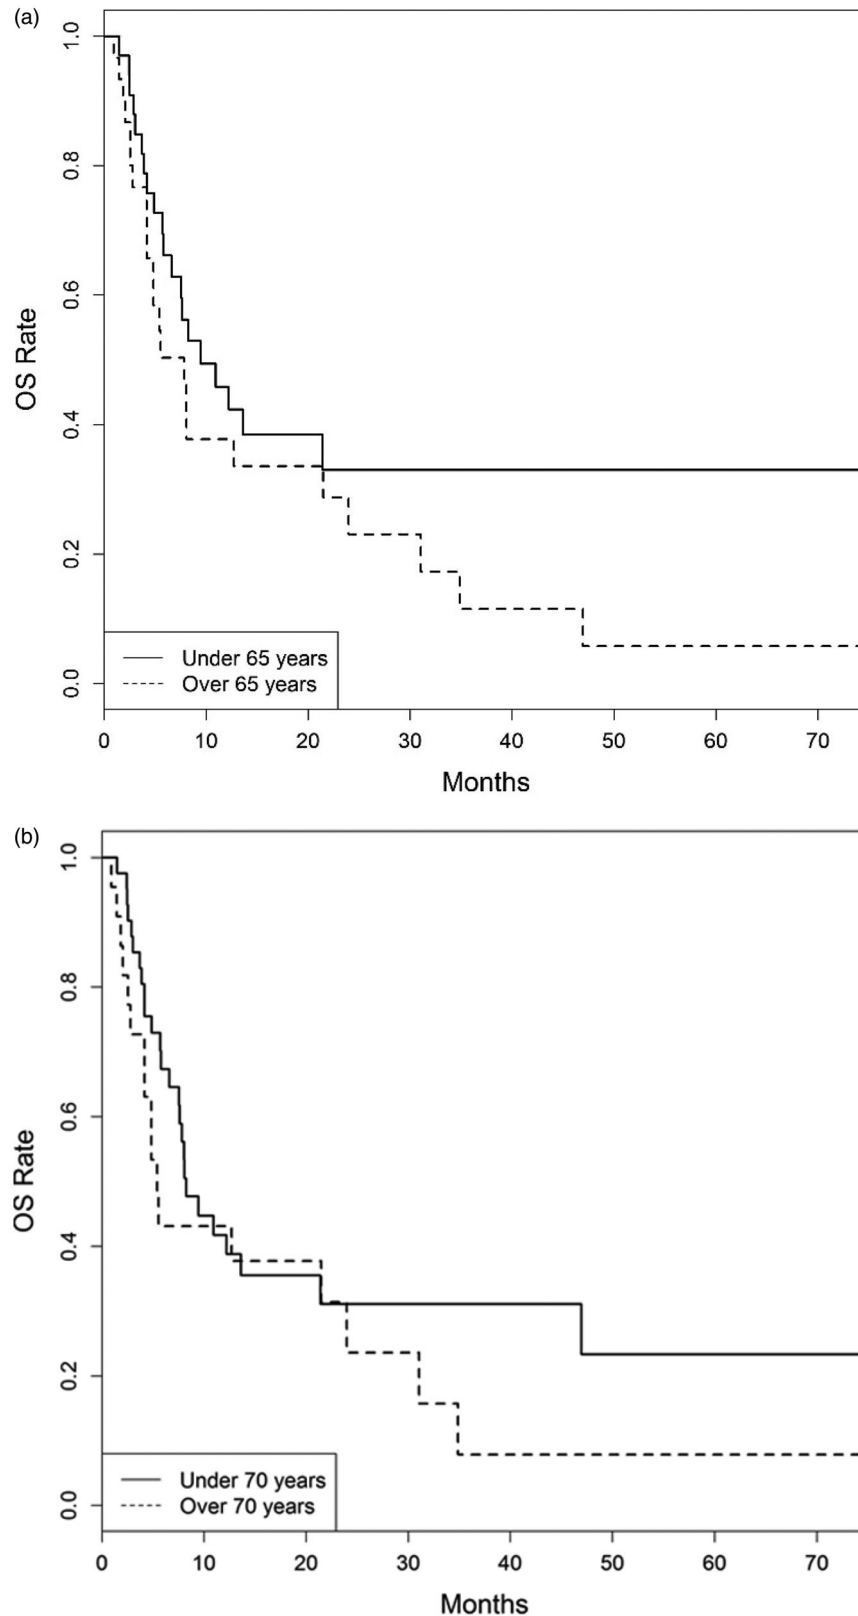 (a)
1.0
0.8
0.6
0.4
0.2
0.0
OS Rate
Under 65 years
Over 65 years
0 10 20 30 40 50 60 70
Months
(b)
1.0
0.8
0.6
0.4
0.2
0.0
OS Rate
Under 70 years
Over 70 years
0 10 20 30 40 50 60 70
Months